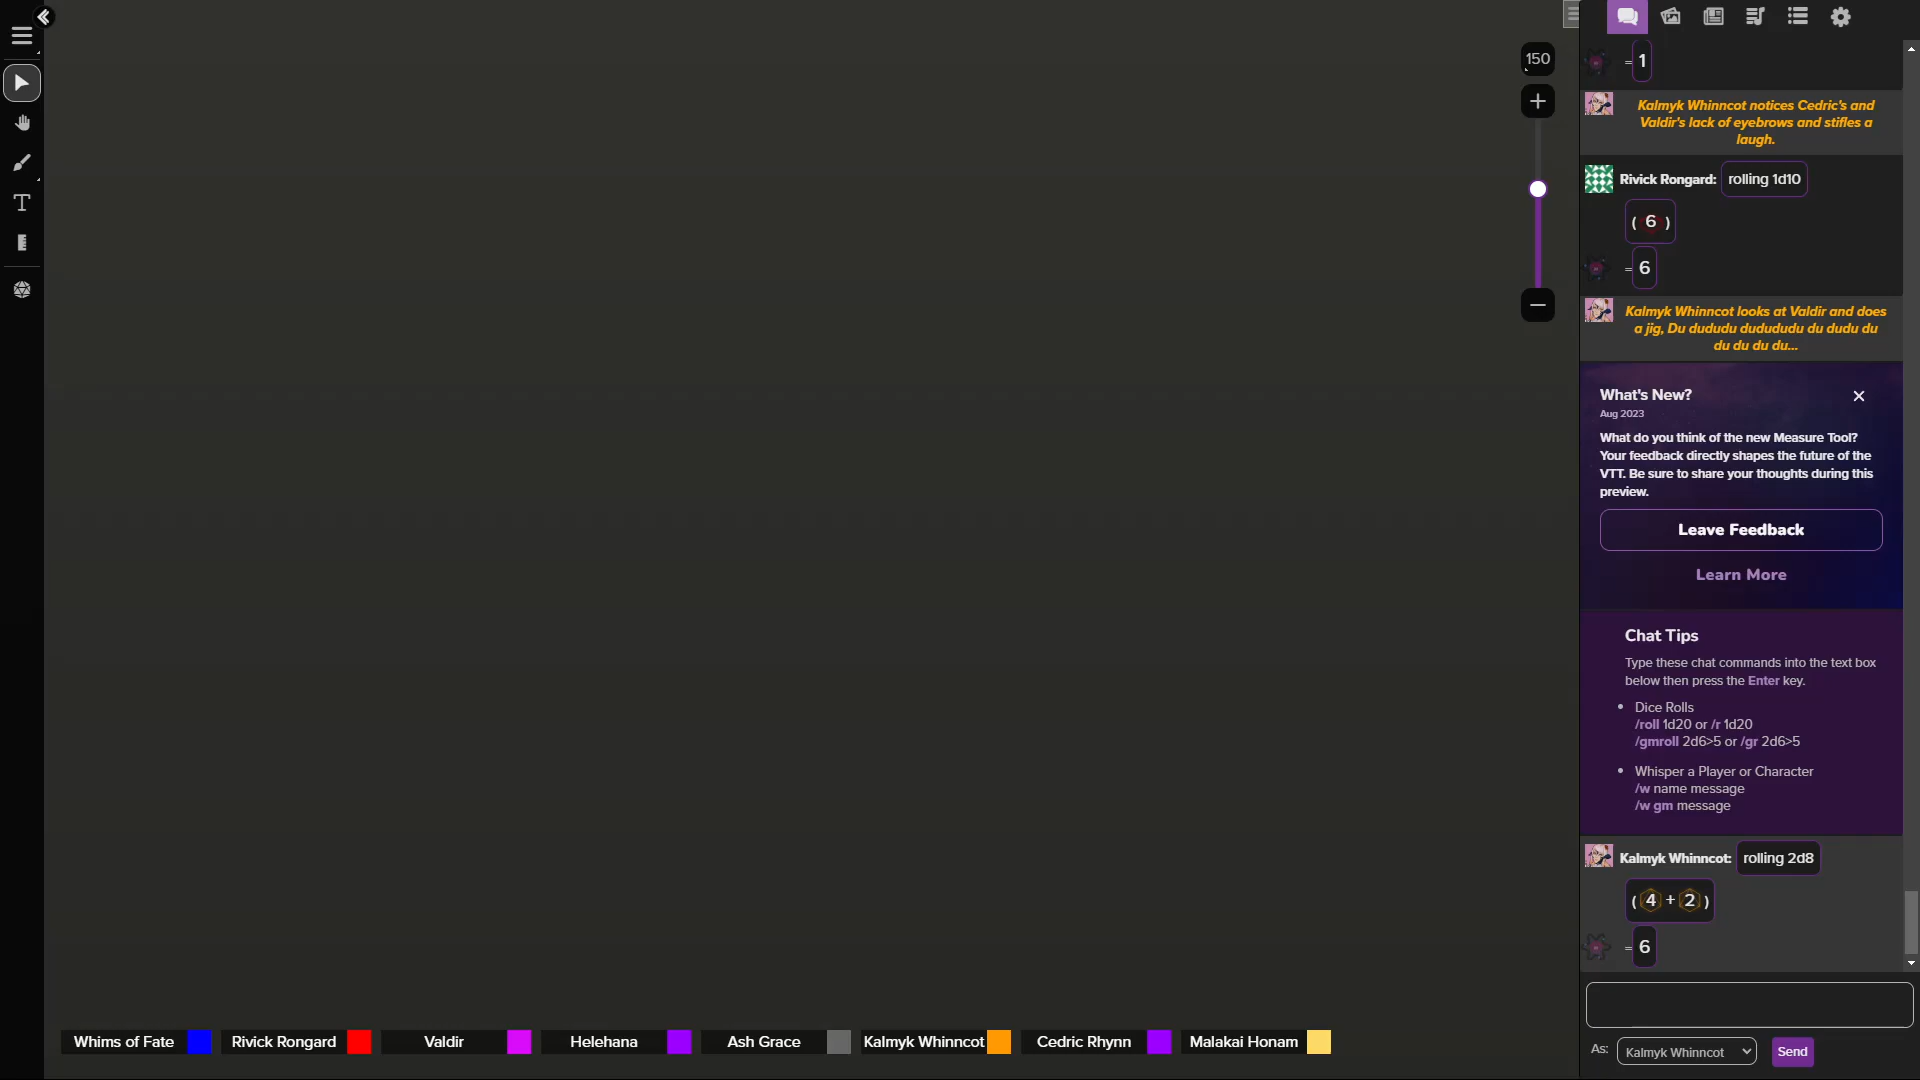 150
= 1
Kalmyk Whinncot notices Cedric's and
Valdir's lack of eyebrows and stifles a
laugh.
Rivick Rongard: rolling 1d10
( 6 )
= 6
Kalmyk Whinncot looks at Valdir and does
a jig, Du dududu dudududu du dudu du
du du du du...
What's New?
Aug 2023
What do you think of the new Measure Tool?
Your feedback directly shapes the future of the
VTT. Be sure to share your thoughts during this
preview.
Leave Feedback
Learn More
Chat Tips
Type these chat commands into the text box
below then press the Enter key.
• Dice Rolls
/roll 1d20 or /r 1d20
/gmroll 2d6>5 or /gr 2d6>5
• Whisper a Player or Character
/w name message
/w gm message
Kalmyk Whinncot: rolling 2d8
( 4 + 2 )
= 6
As: Kalmyk Whinncot Send
Whims of Fate Rivick Rongard Valdir Helehana Ash Grace Kalmyk Whinncot Cedric Rhynn Malakai Honam